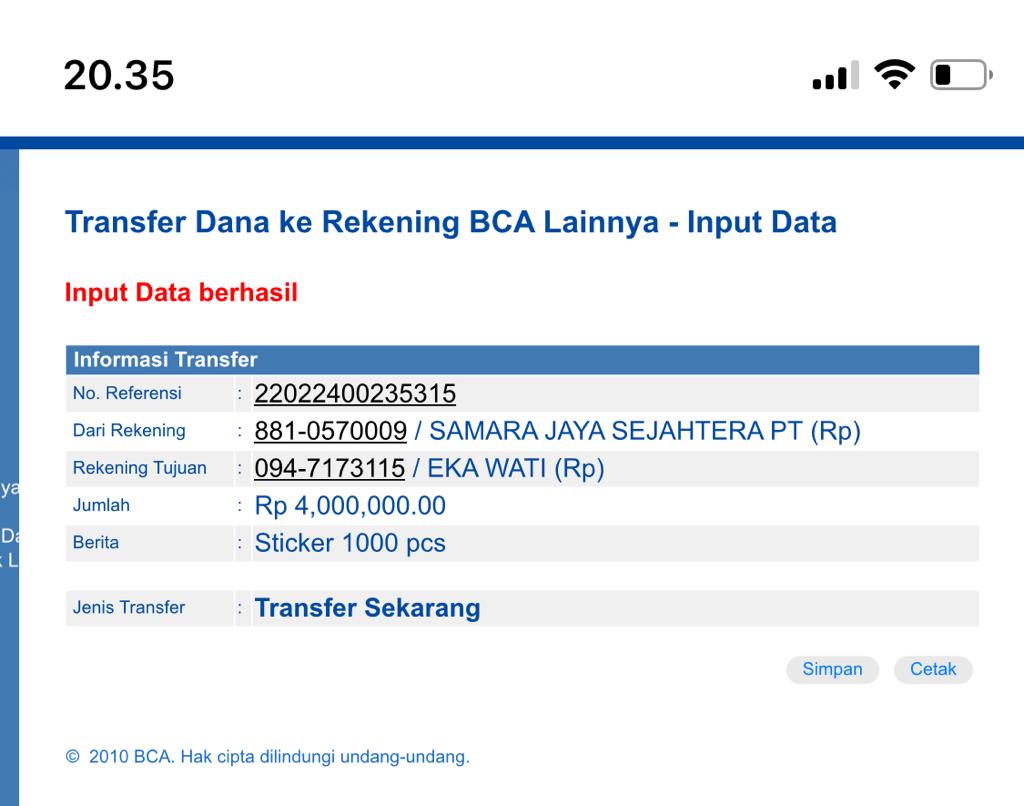 20.35
Transfer Dana ke Rekening BCA Lainnya - Input Data
Input Data berhasil
Informasi Transfer
No. Referensi : 22022400235315
Dari Rekening : 881-0570009 / SAMARA JAYA SEJAHTERA PT (Rp)
Rekening Tujuan : 094-7173115 / EKA WATI (Rp)
ya
Jumlah : Rp 4,000,000.00
Da
Berita : Sticker 1000 pcs
k L
Jenis Transfer : Transfer Sekarang
Simpan Cetak
© 2010 BCA. Hak cipta dilindungi undang-undang.